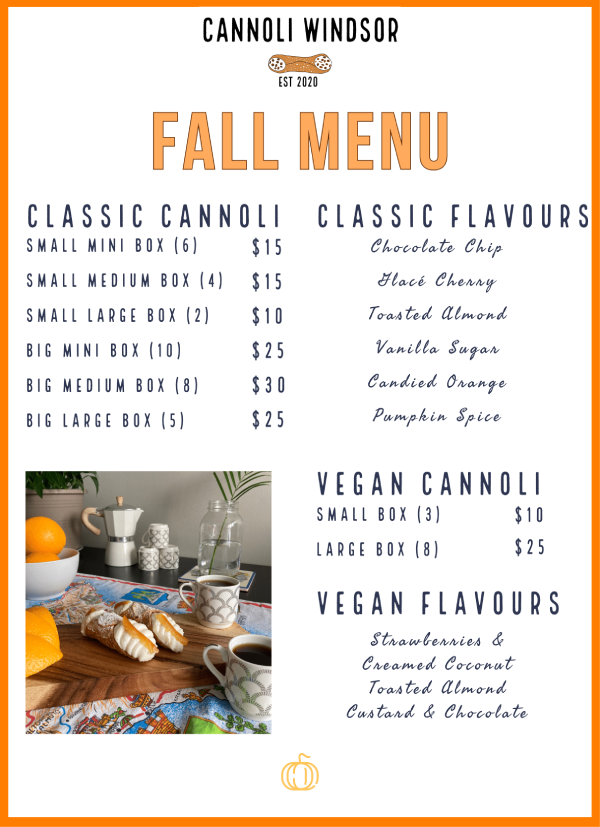 CANNOLI WINDSOR
EST 2020
FALL MENU
CLASSIC CANNOLI
SMALL MINI BOX (6) $15
SMALL MEDIUM BOX (4) $15
SMALL LARGE BOX (2) $10
BIG MINI BOX (10) $25
BIG MEDIUM BOX (8) $30
BIG LARGE BOX (5) $25
CLASSIC FLAVOURS
Chocolate Chip
Glacé Cherry
Toasted Almond
Vanilla Sugar
Candied Orange
Pumpkin Spice
VEGAN CANNOLI
SMALL BOX (3) $10
LARGE BOX (8) $25
VEGAN FLAVOURS
Strawberries &
Creamed Coconut
Toasted Almond
Custard & Chocolate